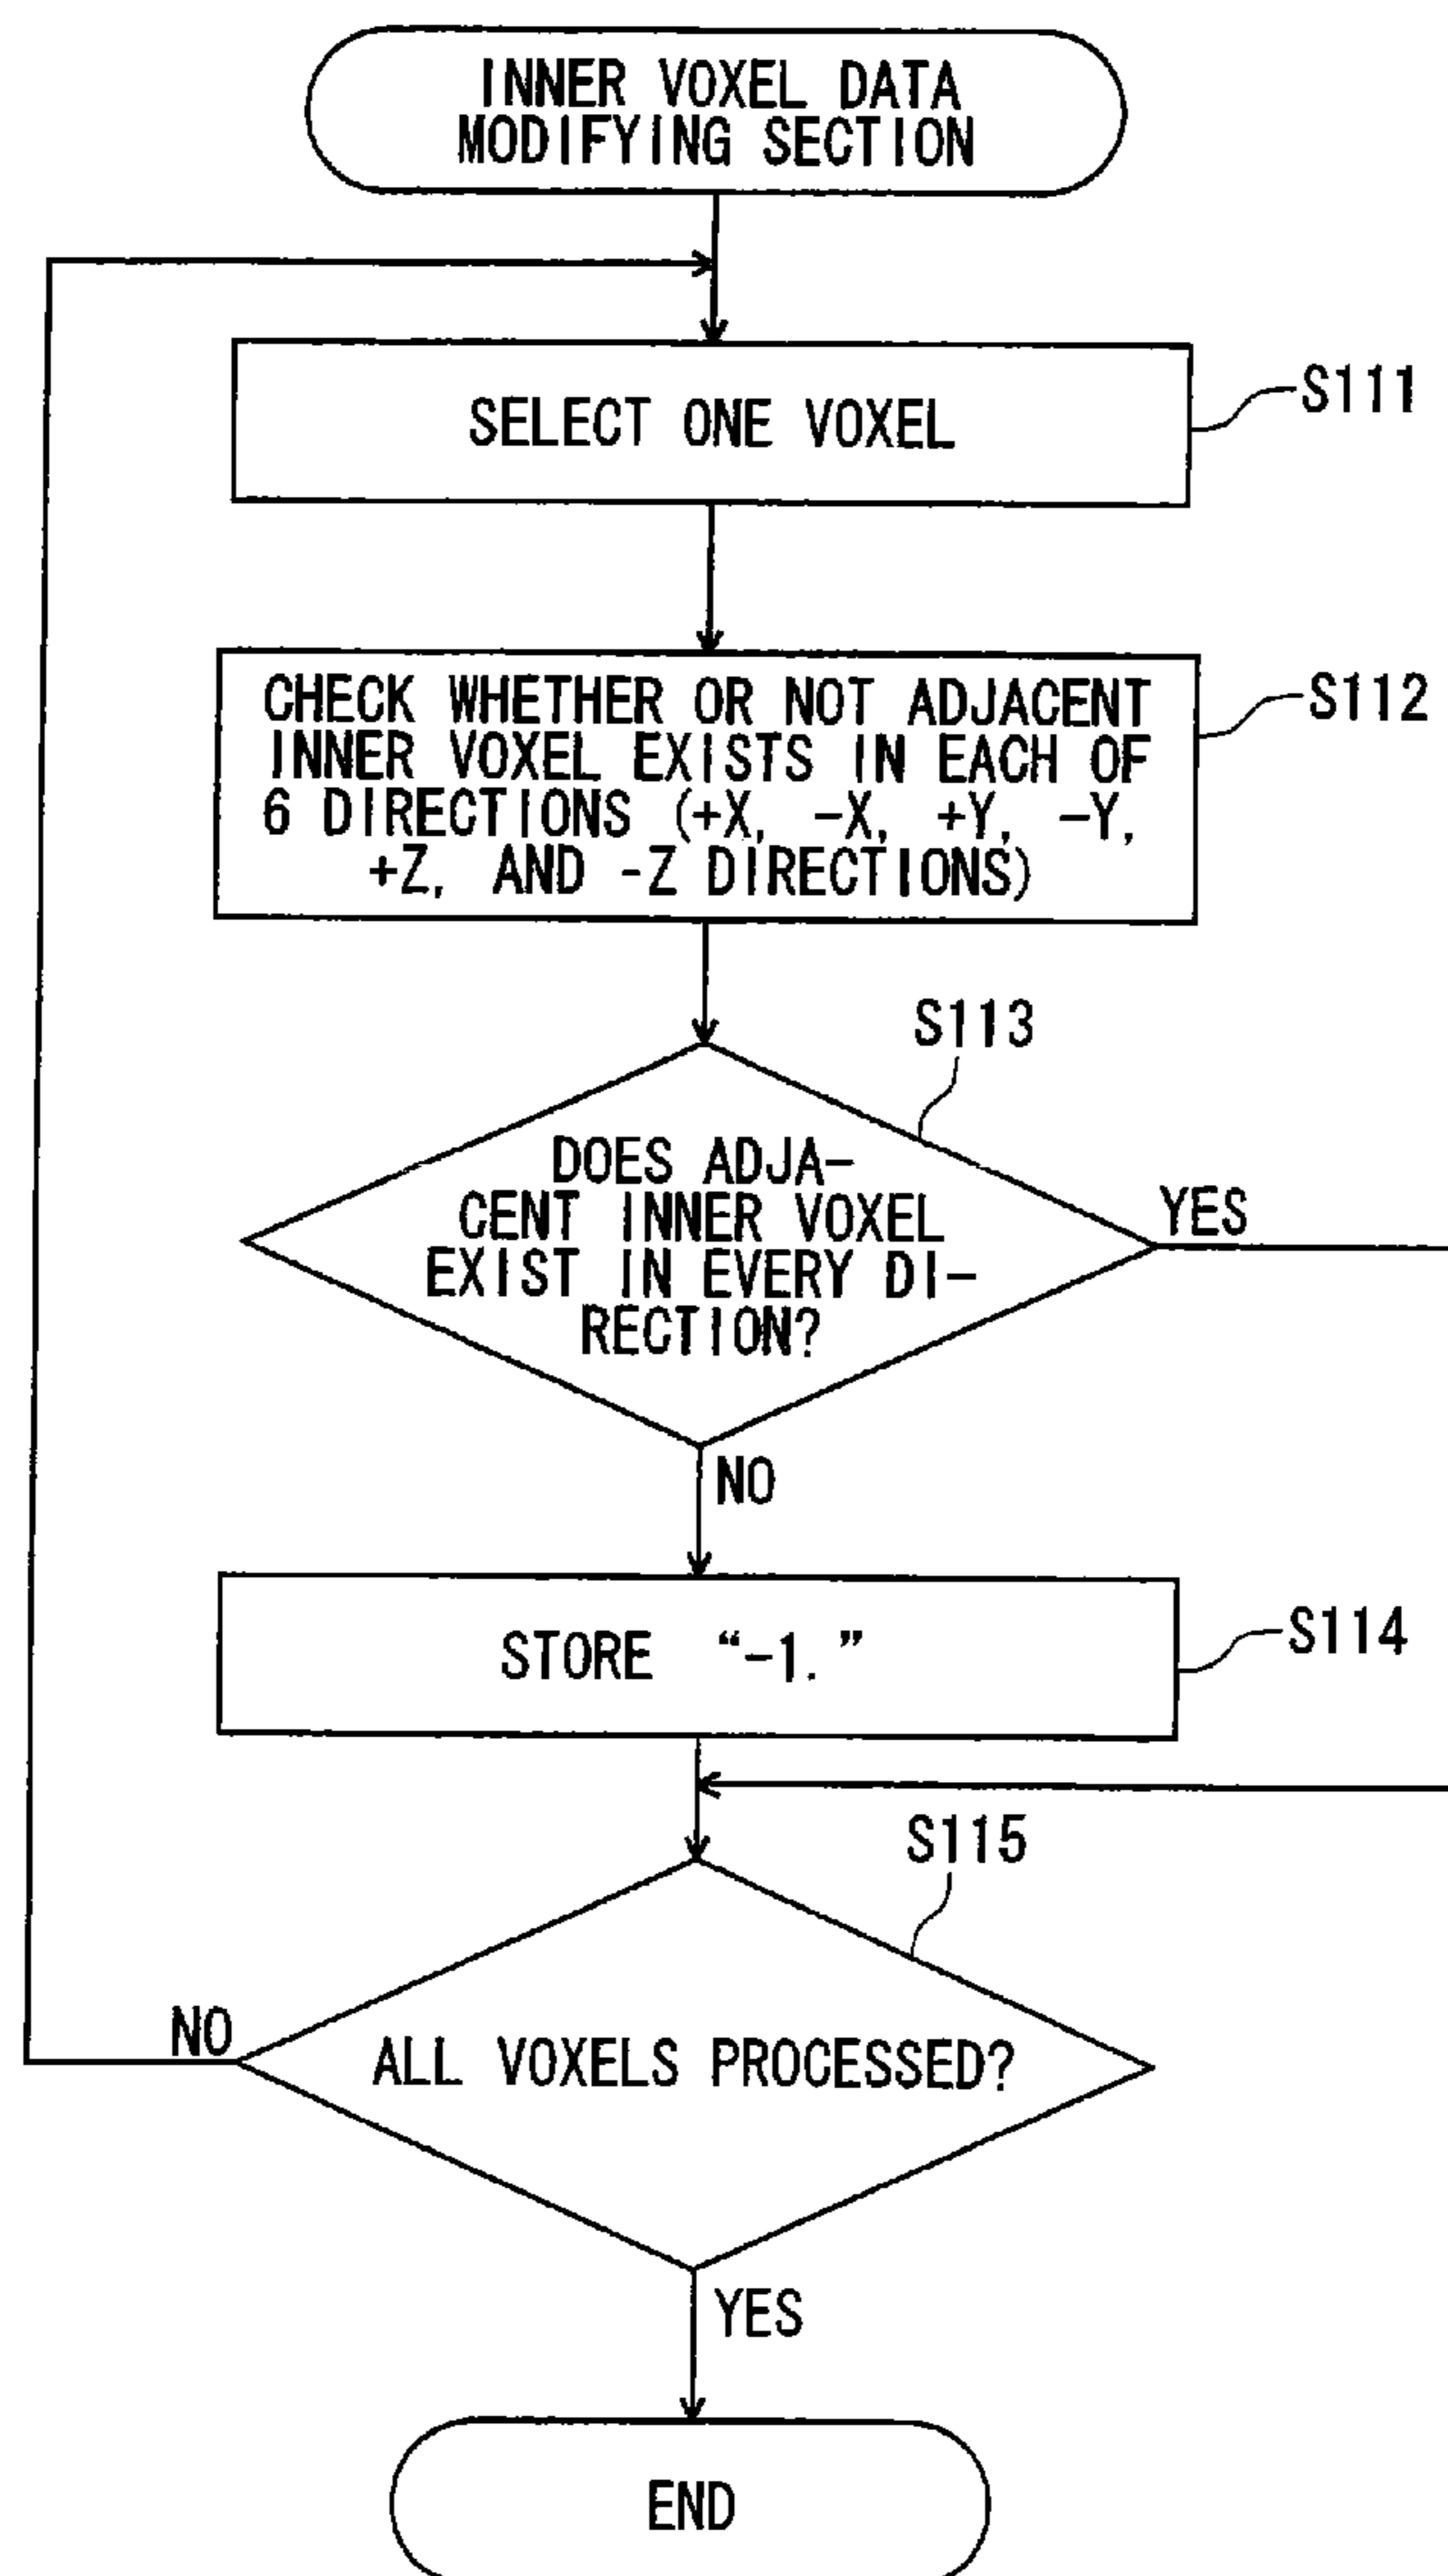 INNER VOXEL DATA
MODIFYING SECTION
SELECT ONE VOXEL
S111
CHECK WHETHER OR NOT ADJACENT
INNER VOXEL EXISTS IN EACH OF
6 DIRECTIONS (+X, -X, +Y, -Y,
+Z, AND -Z DIRECTIONS)
S112
S113
DOES ADJA-
CENT INNER VOXEL
EXIST IN EVERY DI-
RECTION?
YES
NO
STORE “-1.”
S114
S115
ALL VOXELS PROCESSED?
NO
YES
END